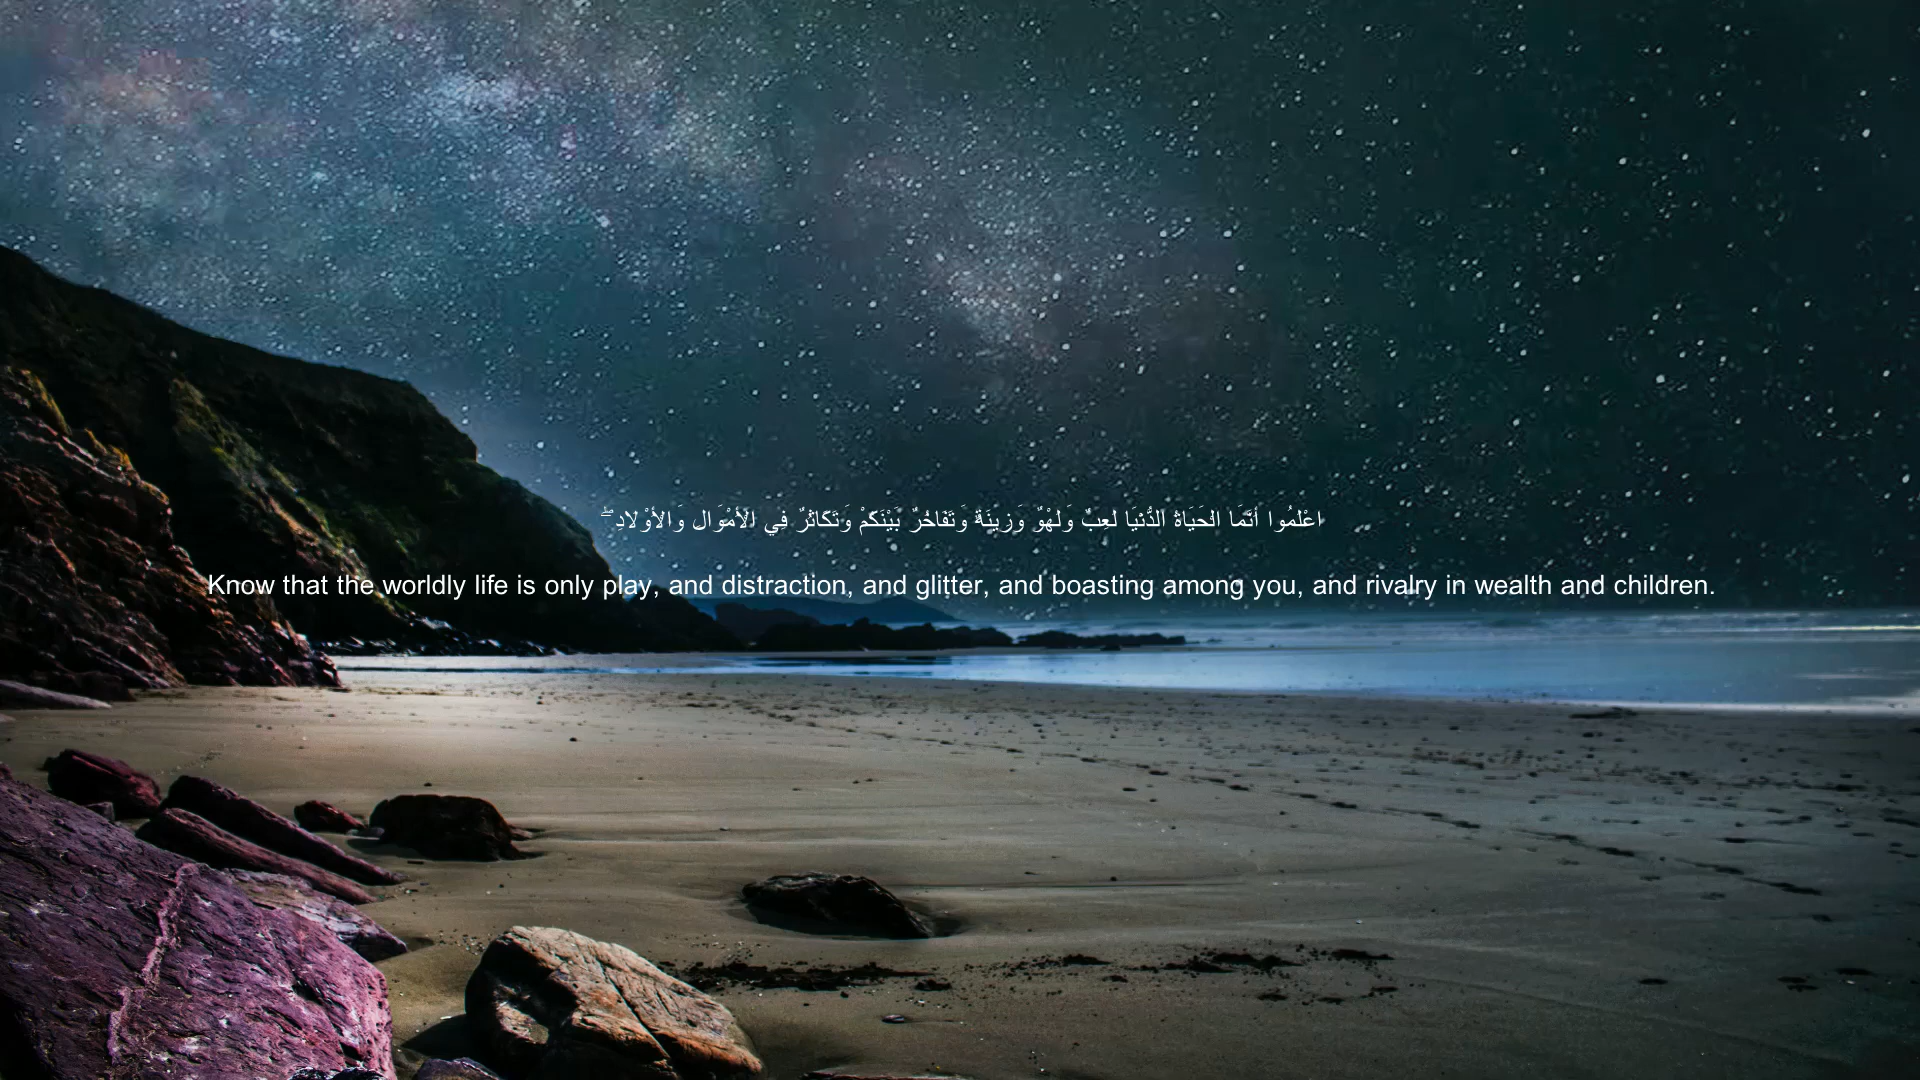 اعْلَمُوا أَنَّمَا الْحَيَاةُ الدُّنْيَا لَعِبٌ وَلَهْوٌ وَزِينَةٌ وَتَفَاخُرٌ بَيْنَكُمْ وَتَكَاثُرٌ فِي الْأَمْوَالِ وَالْأَوْلَادِ ۖ
Know that the worldly life is only play, and distraction, and glitter, and boasting among you, and rivalry in wealth and children.